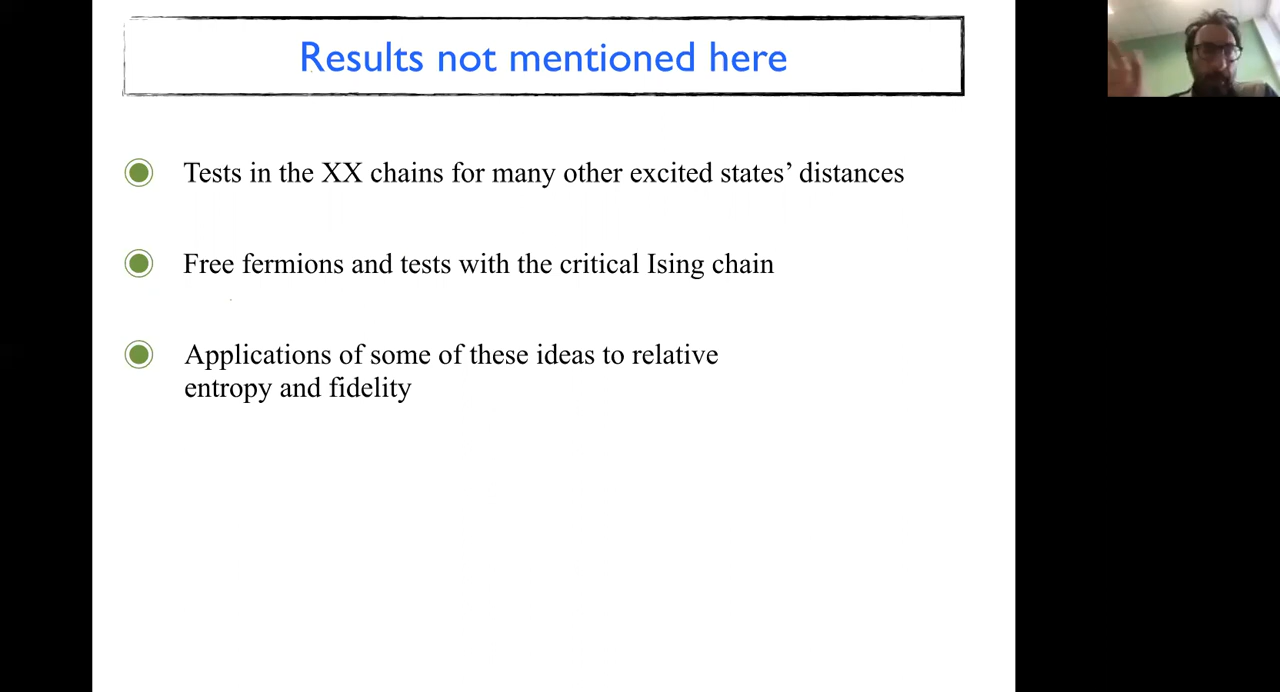 Results not mentioned here
Tests in the XX chains for many other excited states’ distances
Free fermions and tests with the critical Ising chain
Applications of some of these ideas to relative
entropy and fidelity